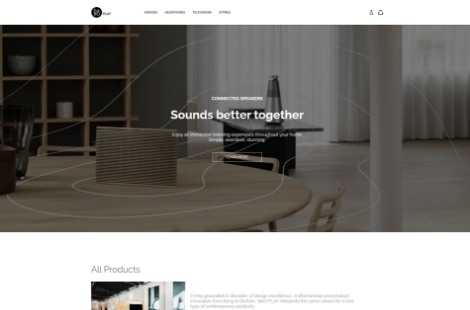 PLAY
SPEAKERS HEADPHONES TELEVISIONS STORES
CONNECTED SPEAKERS
Sounds better together
Enjoy an immersive listening experience throughout your home.
Simple, seamless, stunning.
All Products
Firmly grounded in decades of design excellence, craftsmanship and product
innovation from Bang & Olufsen, B&O PLAY interprets the same values for a new
type of contemporary products.